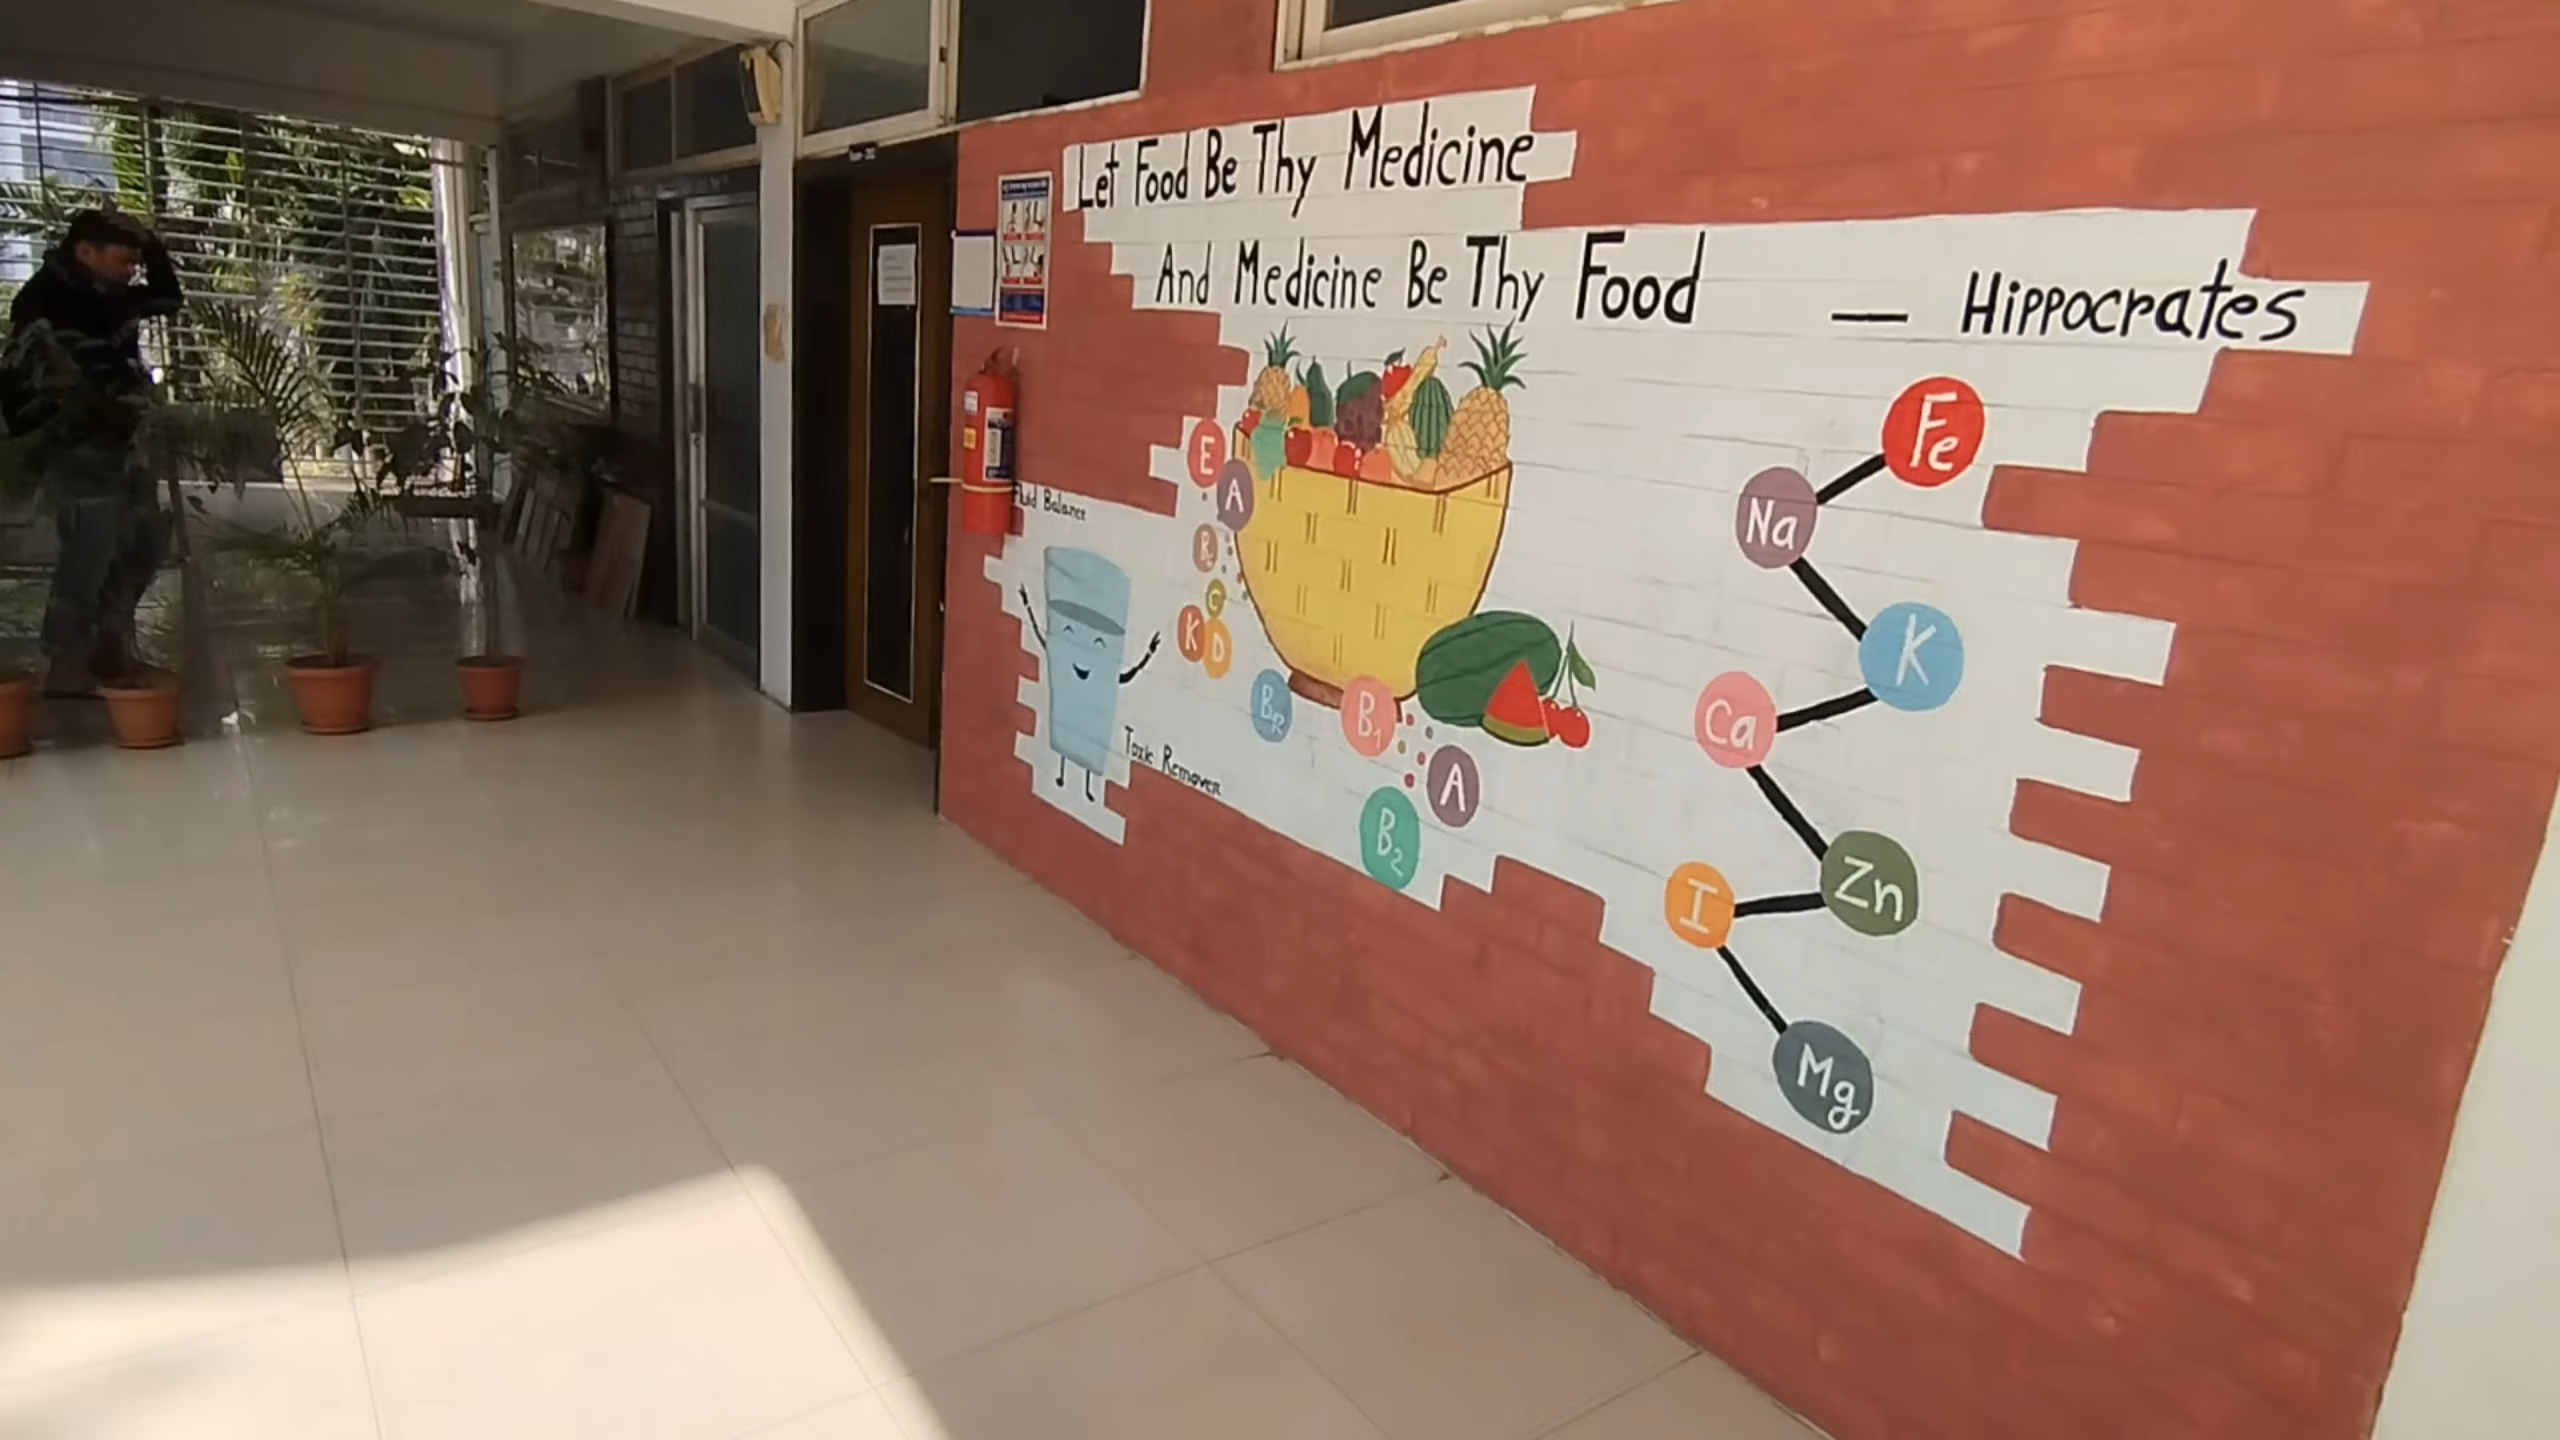 Let Food Be Thy Medicine
And Medicine Be Thy Food — Hippocrates
Fe
Na
K
Ca
Zn
I
Mg
E
A
C
K
D
B12
B1
A
B2
Fluid Balance
Toxic Remover